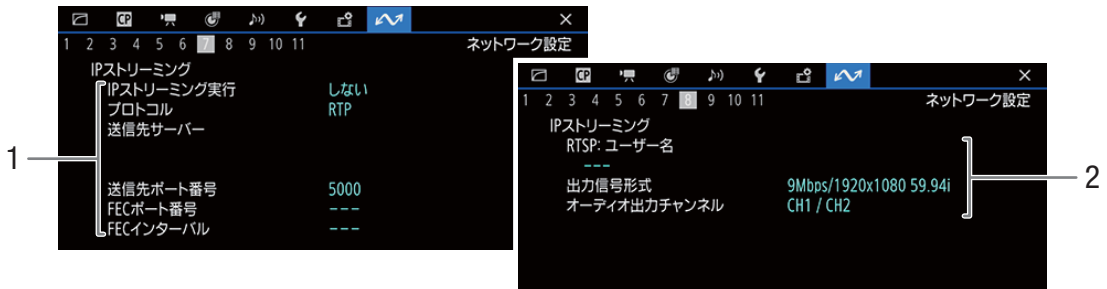 CP
1 2 3 4 5 6 7 8 9 10 11 ネットワーク設定
IPストリーミング
IPストリーミング実行 しない
プロトコル RTP
送信先サーバー
送信先ポート番号 5000
FECポート番号 ---
FECインターバル ---
1
CP
1 2 3 4 5 6 7 8 9 10 11 ネットワーク設定
IPストリーミング
RTSP: ユーザー名
---
出力信号形式 9Mbps/1920x1080 59.94i
オーディオ出力チャンネル CH1 / CH2
2